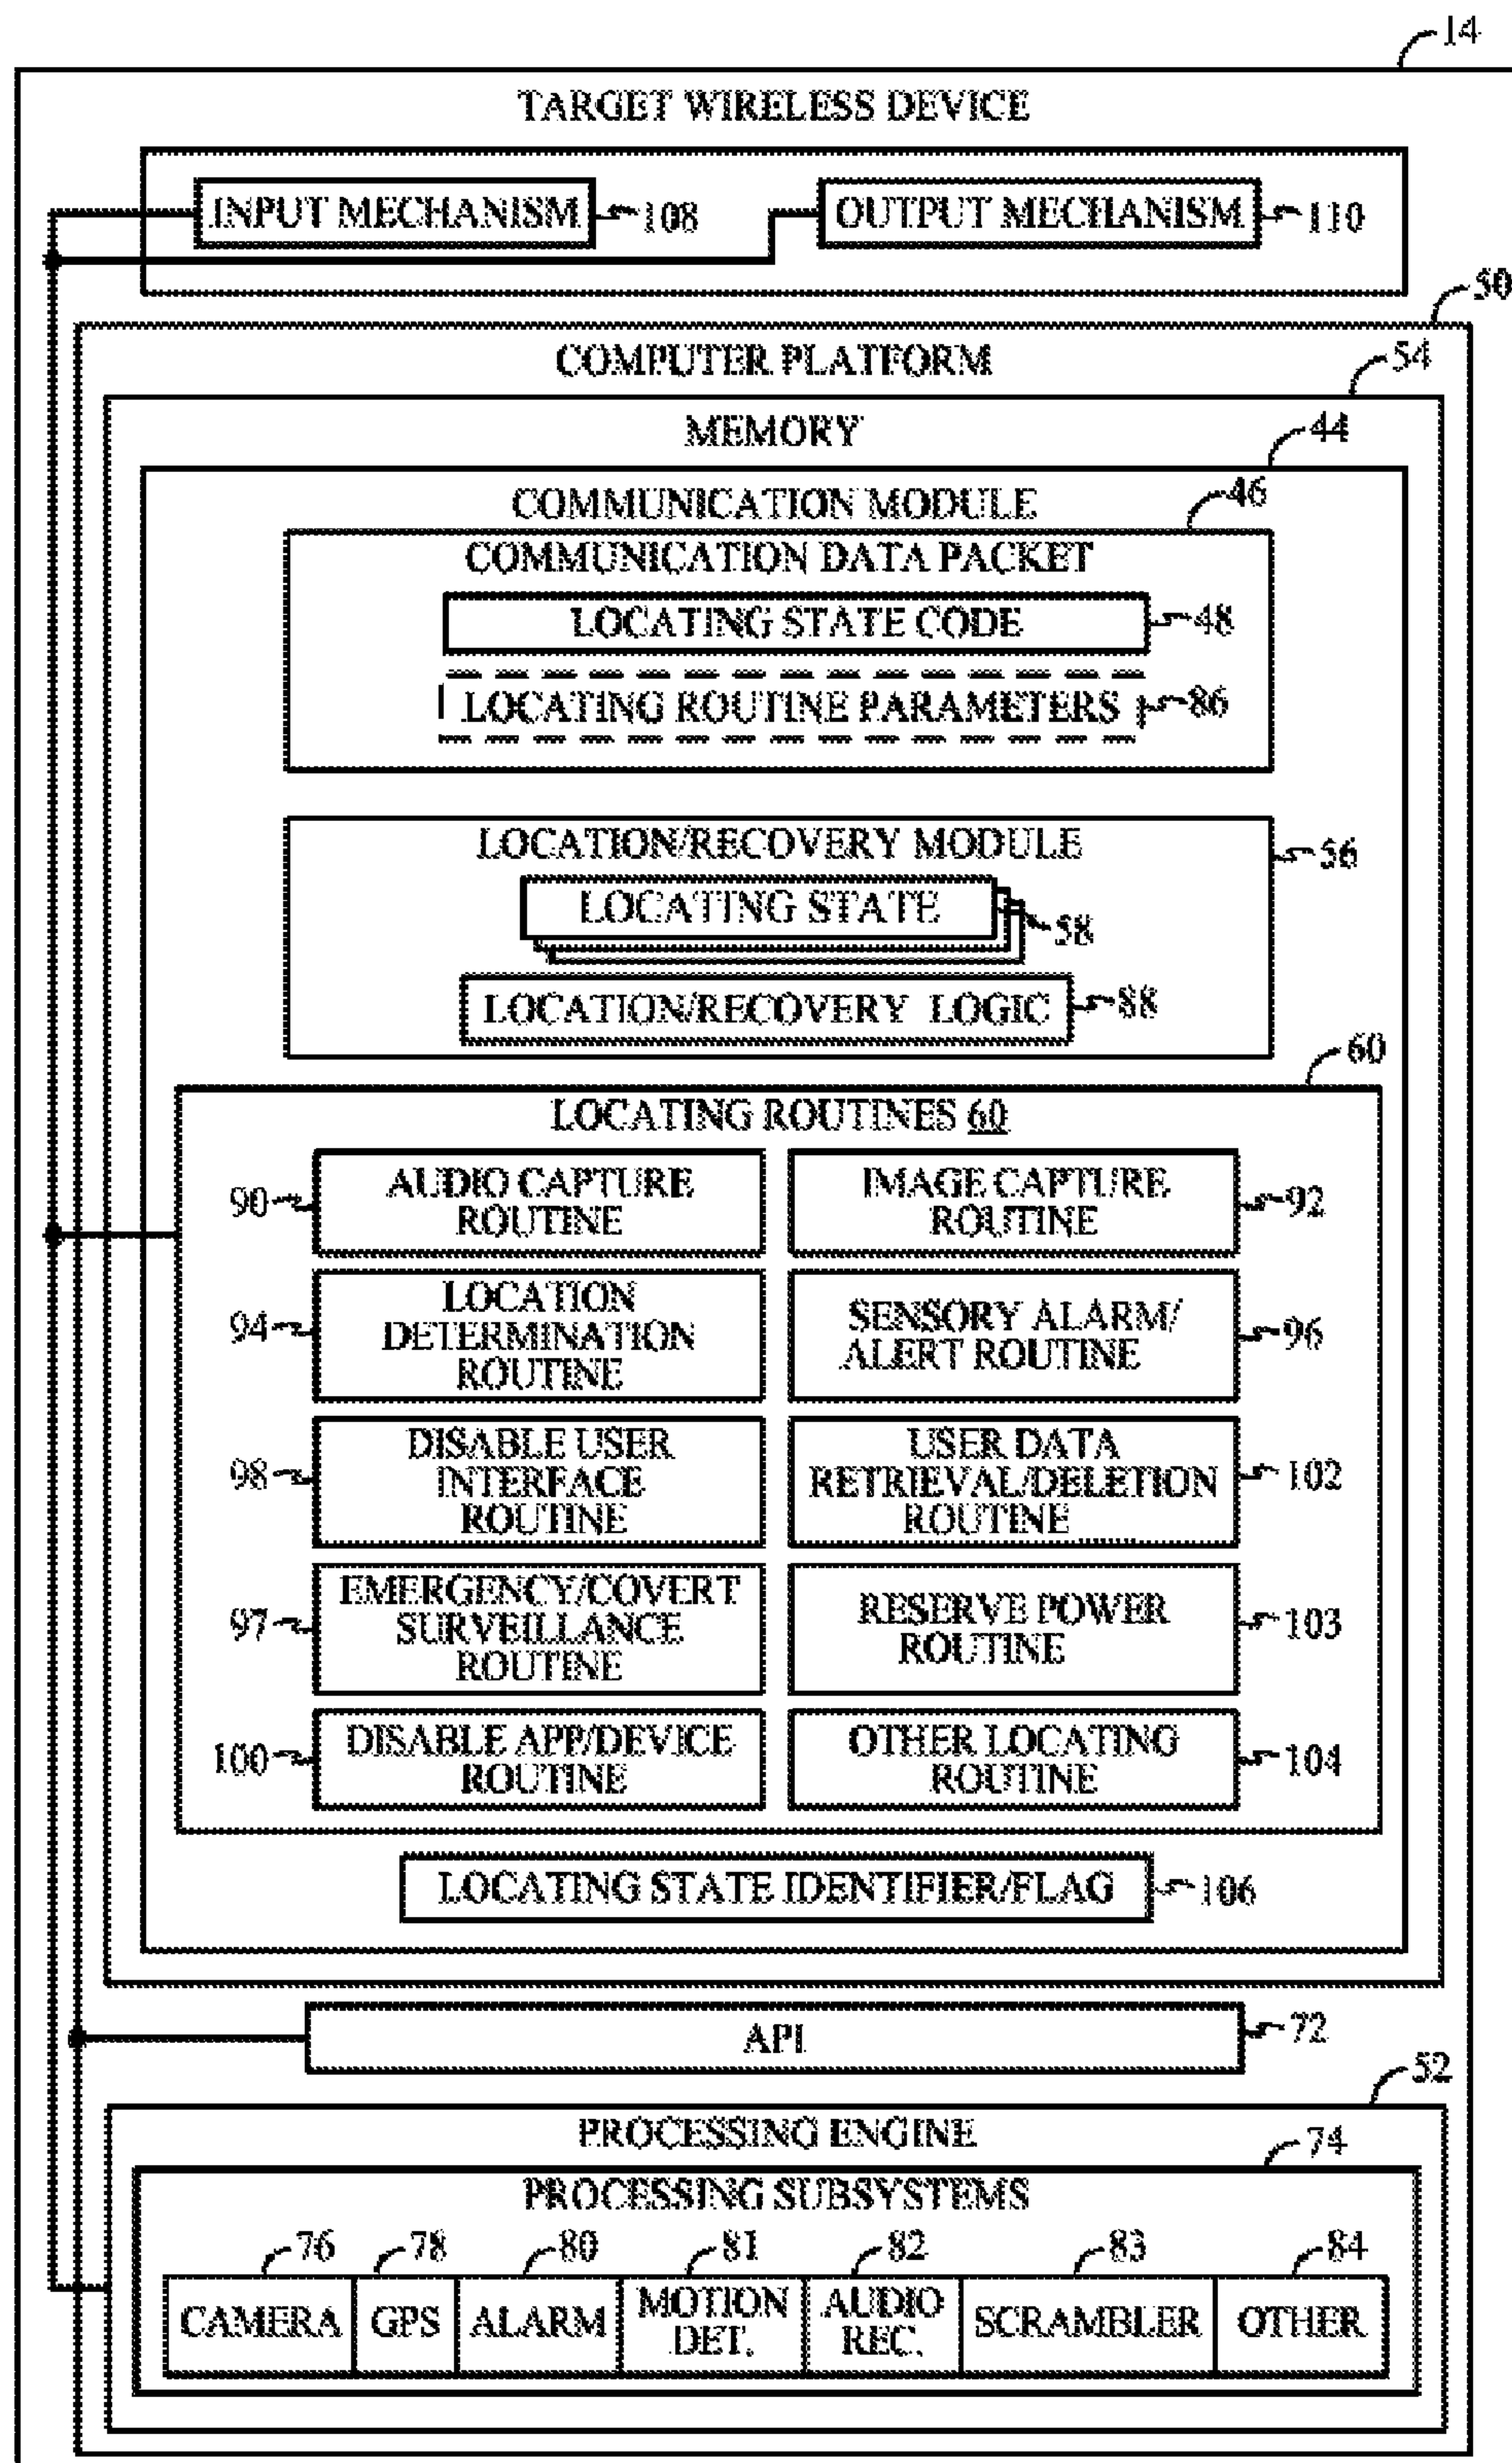 14
TARGET WIRELESS DEVICE
INPUT MECHANISM 108 OUTPUT MECHANISM 110
50
COMPUTER PLATFORM
54
MEMORY
44
COMMUNICATION MODULE
46
COMMUNICATION DATA PACKET
LOCATING STATE CODE 48
LOCATING ROUTINE PARAMETERS 86
LOCATION/RECOVERY MODULE 56
LOCATING STATE 58
LOCATION/RECOVERY LOGIC 88
60
LOCATING ROUTINES 60
90 AUDIO CAPTURE
ROUTINE
IMAGE CAPTURE
ROUTINE 92
94 LOCATION
DETERMINATION
ROUTINE
SENSORY ALARM/
ALERT ROUTINE 96
98 DISABLE USER
INTERFACE
ROUTINE
USER DATA
RETRIEVAL/DELETION
ROUTINE 102
97 EMERGENCY/COVERT
SURVEILLANCE
ROUTINE
RESERVE POWER
ROUTINE 103
100 DISABLE APP/DEVICE
ROUTINE
OTHER LOCATING
ROUTINE 104
LOCATING STATE IDENTIFIER/FLAG 106
API 72
52
PROCESSING ENGINE
74
PROCESSING SUBSYSTEMS
76 78 80 81 82 83 84
CAMERA GPS ALARM MOTION
DET. AUDIO
REC. SCRAMBLER OTHER